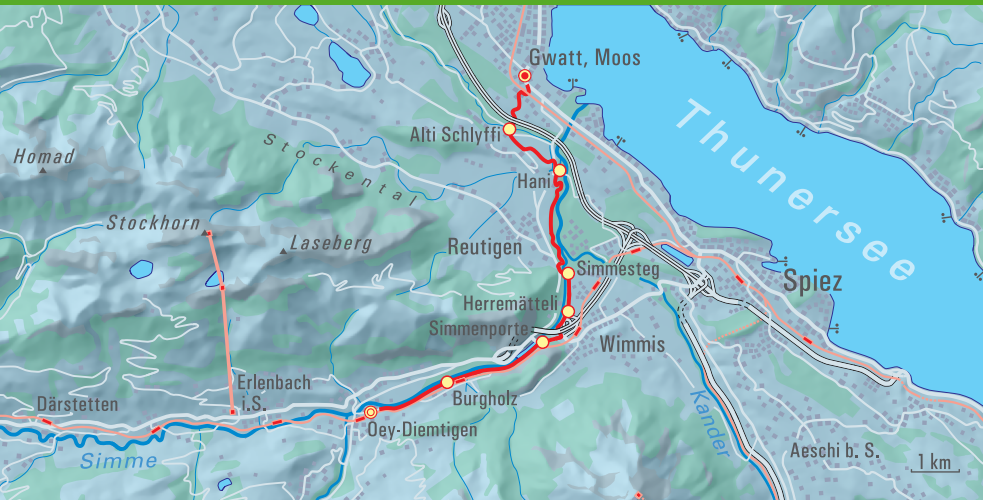 Gwatt, Moos
Thunersee
Alti Schlyffi
Stockental
Homad
Hani
Stockhorn
Laseberg
Reutigen
Simmesteg
Spiez
Herremätteli
Simmenporte
Wimmis
Erlenbach
i.S.
Burgholz
Därstetten
Oey-Diemtigen
Kander
Simme
Aeschi b. S.
1 km